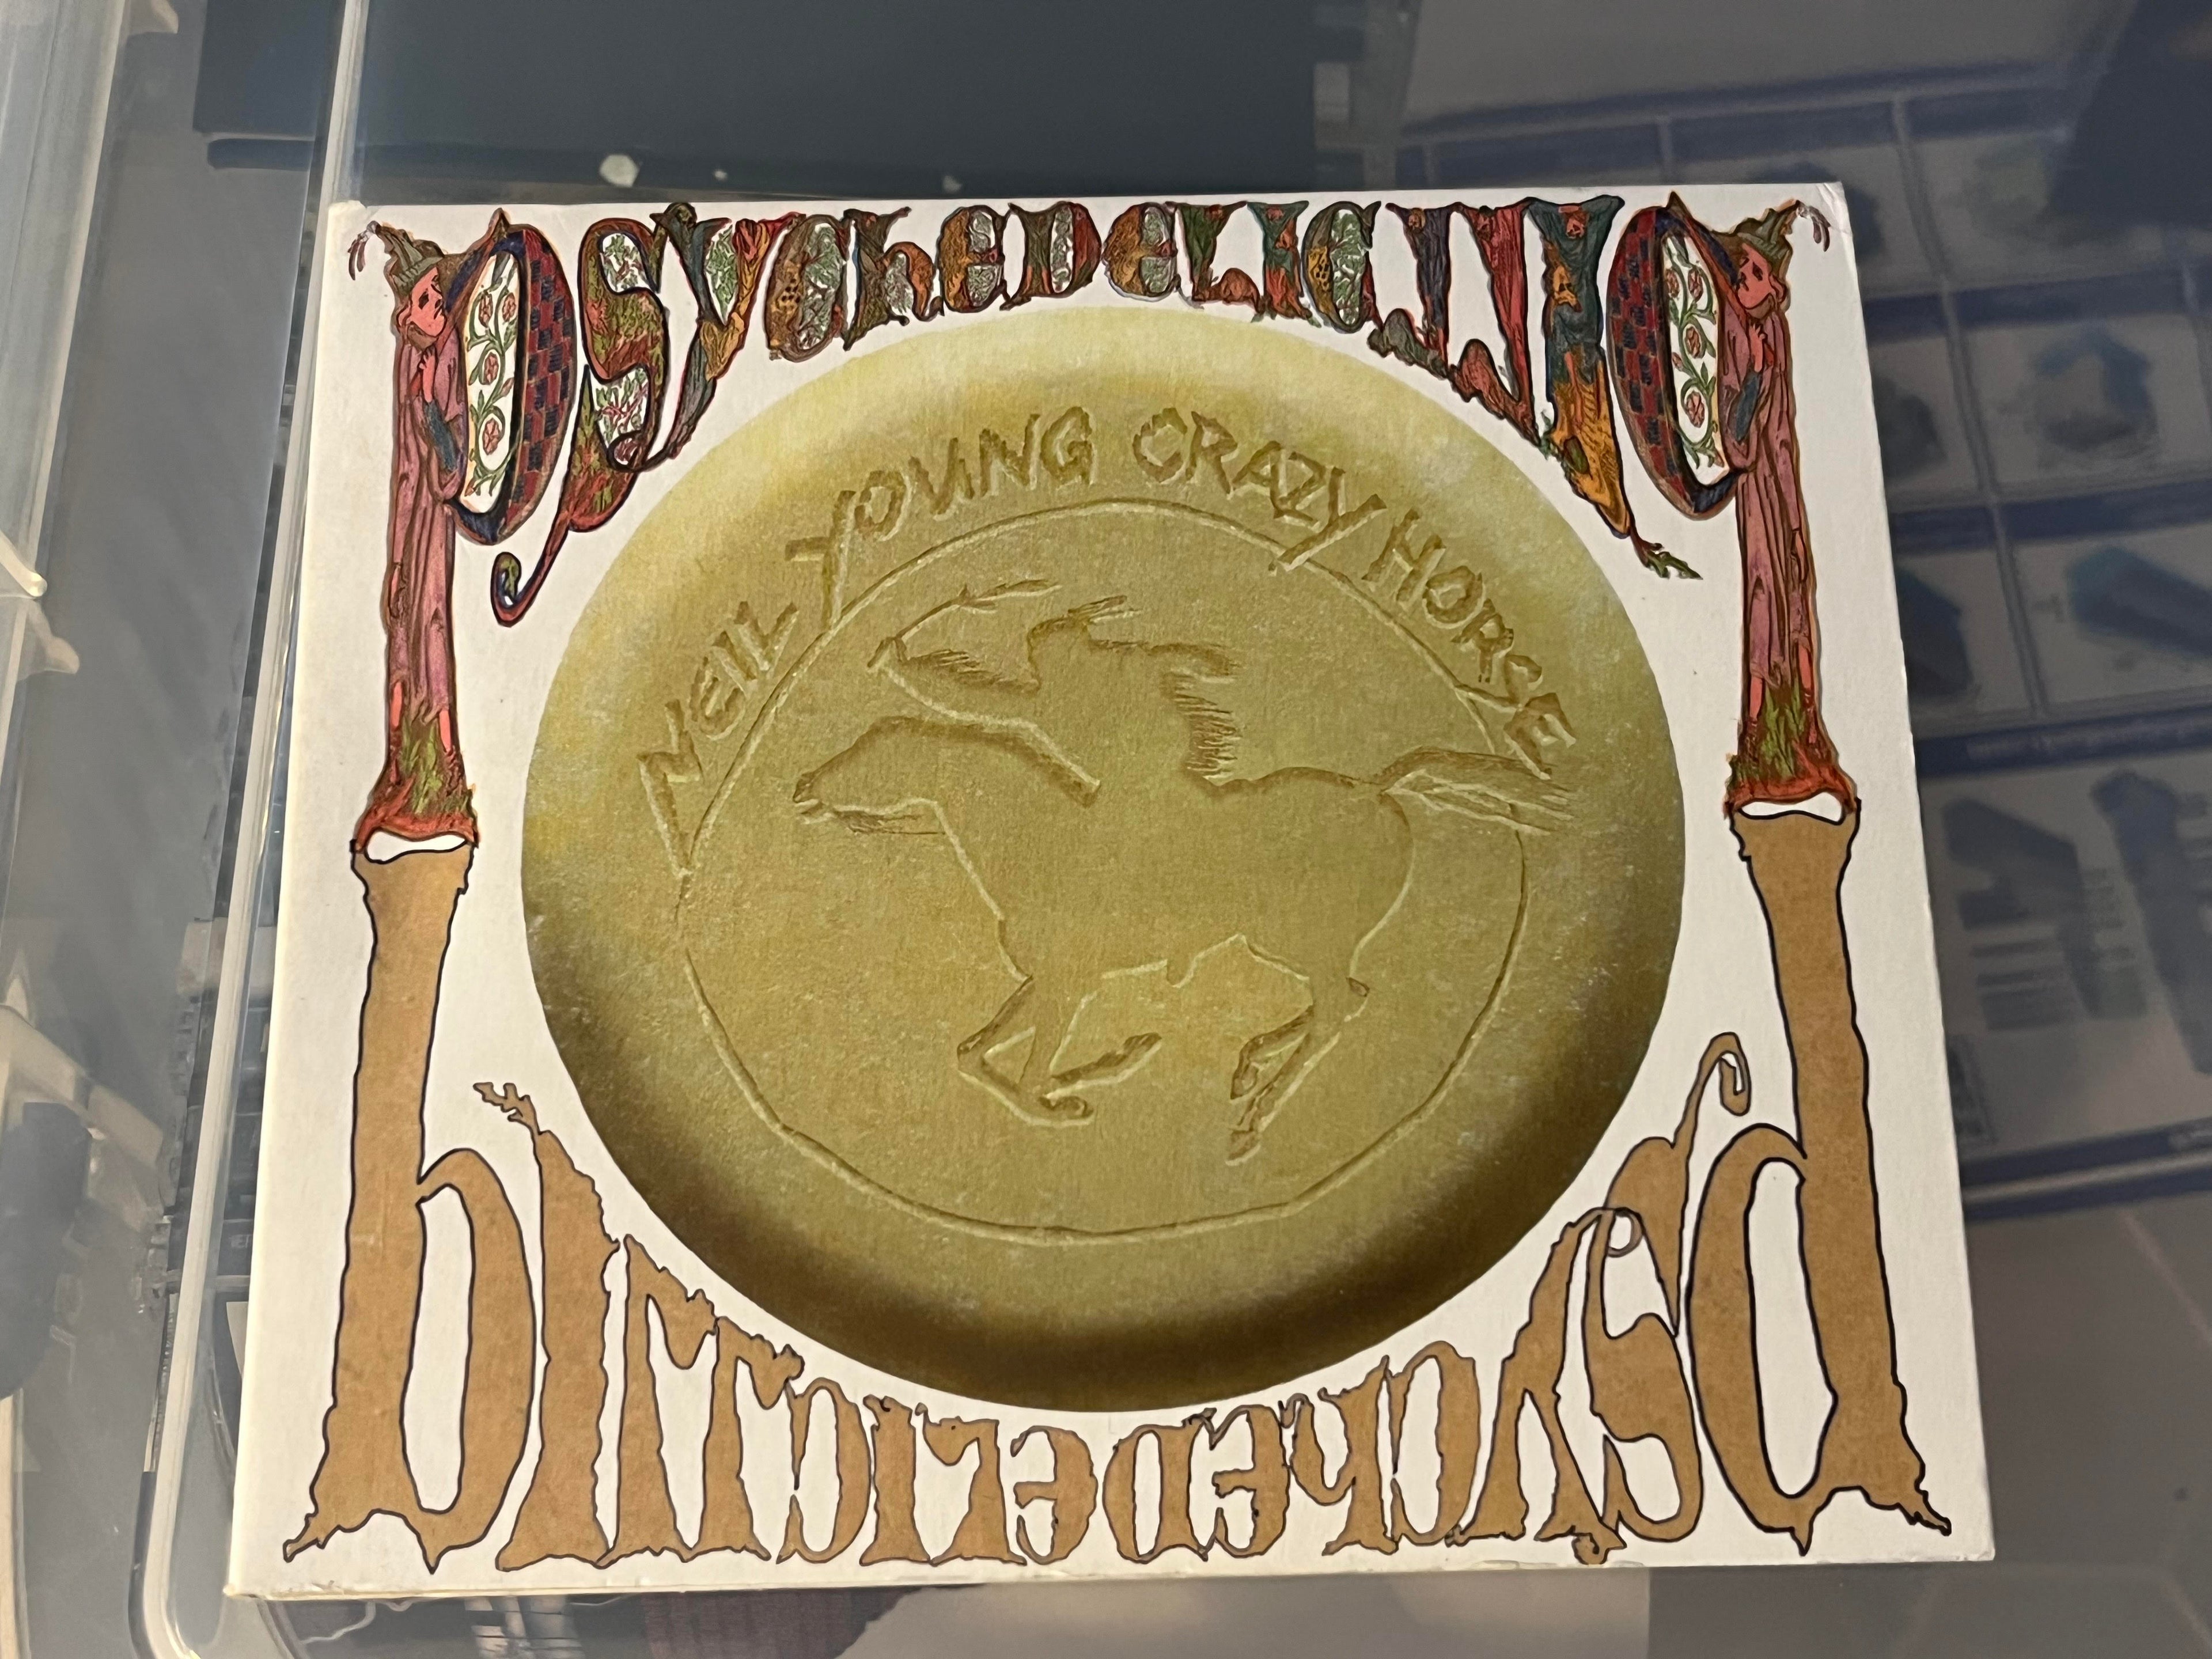 PSYChEDeLIC PILL
NEIL YOUNG CRAZY HORSE
PSYChEDELIC PILL